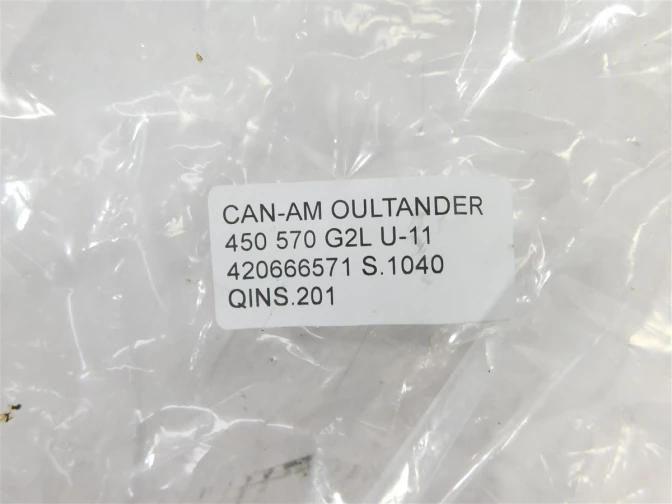 CAN-AM OULTANDER
450 570 G2L U-11
420666571 S.1040
QINS.201